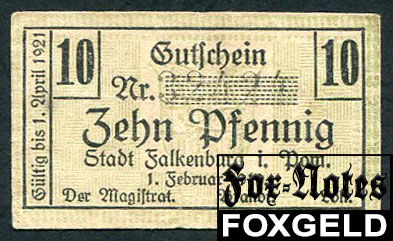 Gültig bis 1. April 1921
10 Gutschein 10
Nr.
Zehn Pfennig
Stadt Falkenburg i. Pom.
1. Februar
Der Magistrat.
Fox-Notes
FOXGELD